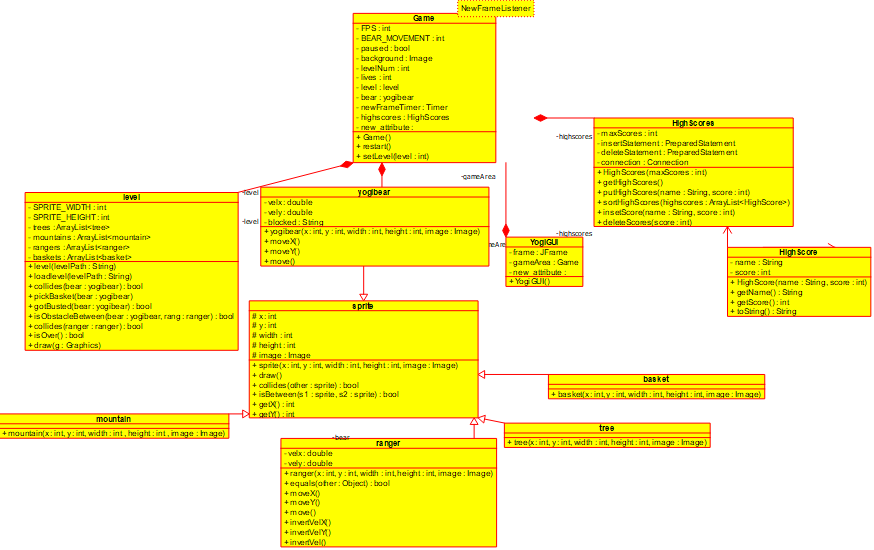 NewFrameListener
Game
- FPS : int
- BEAR_MOVEMENT : int
- paused : bool
- background : Image
- levelNum : int
- lives : int
- level : level
- bear : yogibear
- newFrameTimer : Timer
- highscores : HighScores
- new_attribute :
+ Game()
+ restart()
+ setLevel(level : int)
HighScores
- maxScores : int
- insertStatement : PreparedStatement
- deleteStatement : PreparedStatement
- connection : Connection
+ HighScores(maxScores : int)
+ getHighScores()
+ putHighScores(name : String, score : int)
+ sortHighScores(highscores : ArrayList<HighScore>)
+ insetScore(name : String, score : int)
+ deleteScores(score : int)
-highscores
-gameArea
-level
-level
-highscores
level
- SPRITE_WIDTH : int
- SPRITE_HEIGHT : int
- trees : ArrayList<tree>
- mountains : ArrayList<mountain>
- rangers : ArrayList<ranger>
- baskets : ArrayList<basket>
+ level(levelPath : String)
+ loadlevel(levelPath : String)
+ collides(bear : yogibear) : bool
+ pickBasket(bear : yogibear)
+ gotBusted(bear : yogibear) : bool
+ isObstacleBetween(bear : yogibear, rang : ranger) : bool
+ collides(ranger : ranger) : bool
+ isOver() : bool
+ draw(g : Graphics)
yogibear
- velx : double
- vely : double
- blocked : String
+ yogibear(x : int, y : int, width : int, height : int, image : Image)
+ moveX()
+ moveY()
+ move()
YogiGUI
- frame : JFrame
- gameArea : Game
- new_attribute :
+ YogiGUI()
HighScore
- name : String
- score : int
+ HighScore(name : String, score : int)
+ getName() : String
+ getScore() : int
+ toString() : String
sprite
# x : int
# y : int
# width : int
# height : int
# image : Image
+ sprite(x : int, y : int, width : int, height : int, image : Image)
+ draw()
+ collides(other : sprite) : bool
+ isBetween(s1 : sprite, s2 : sprite) : bool
+ getX() : int
+ getY() : int
basket
+ basket(x : int, y : int, width : int, height : int, image : Image)
mountain
+ mountain(x : int, y : int, width : int , height : int , image : Image)
tree
+ tree(x : int, y : int, width : int, height : int, image : Image)
-bear
ranger
- velx : double
- vely : double
+ ranger(x : int, y : int, width : int, height : int, image : Image)
+ equals(other : Object) : bool
+ moveX()
+ moveY()
+ move()
+ invertVelX()
+ invertVelY()
+ invertVel()